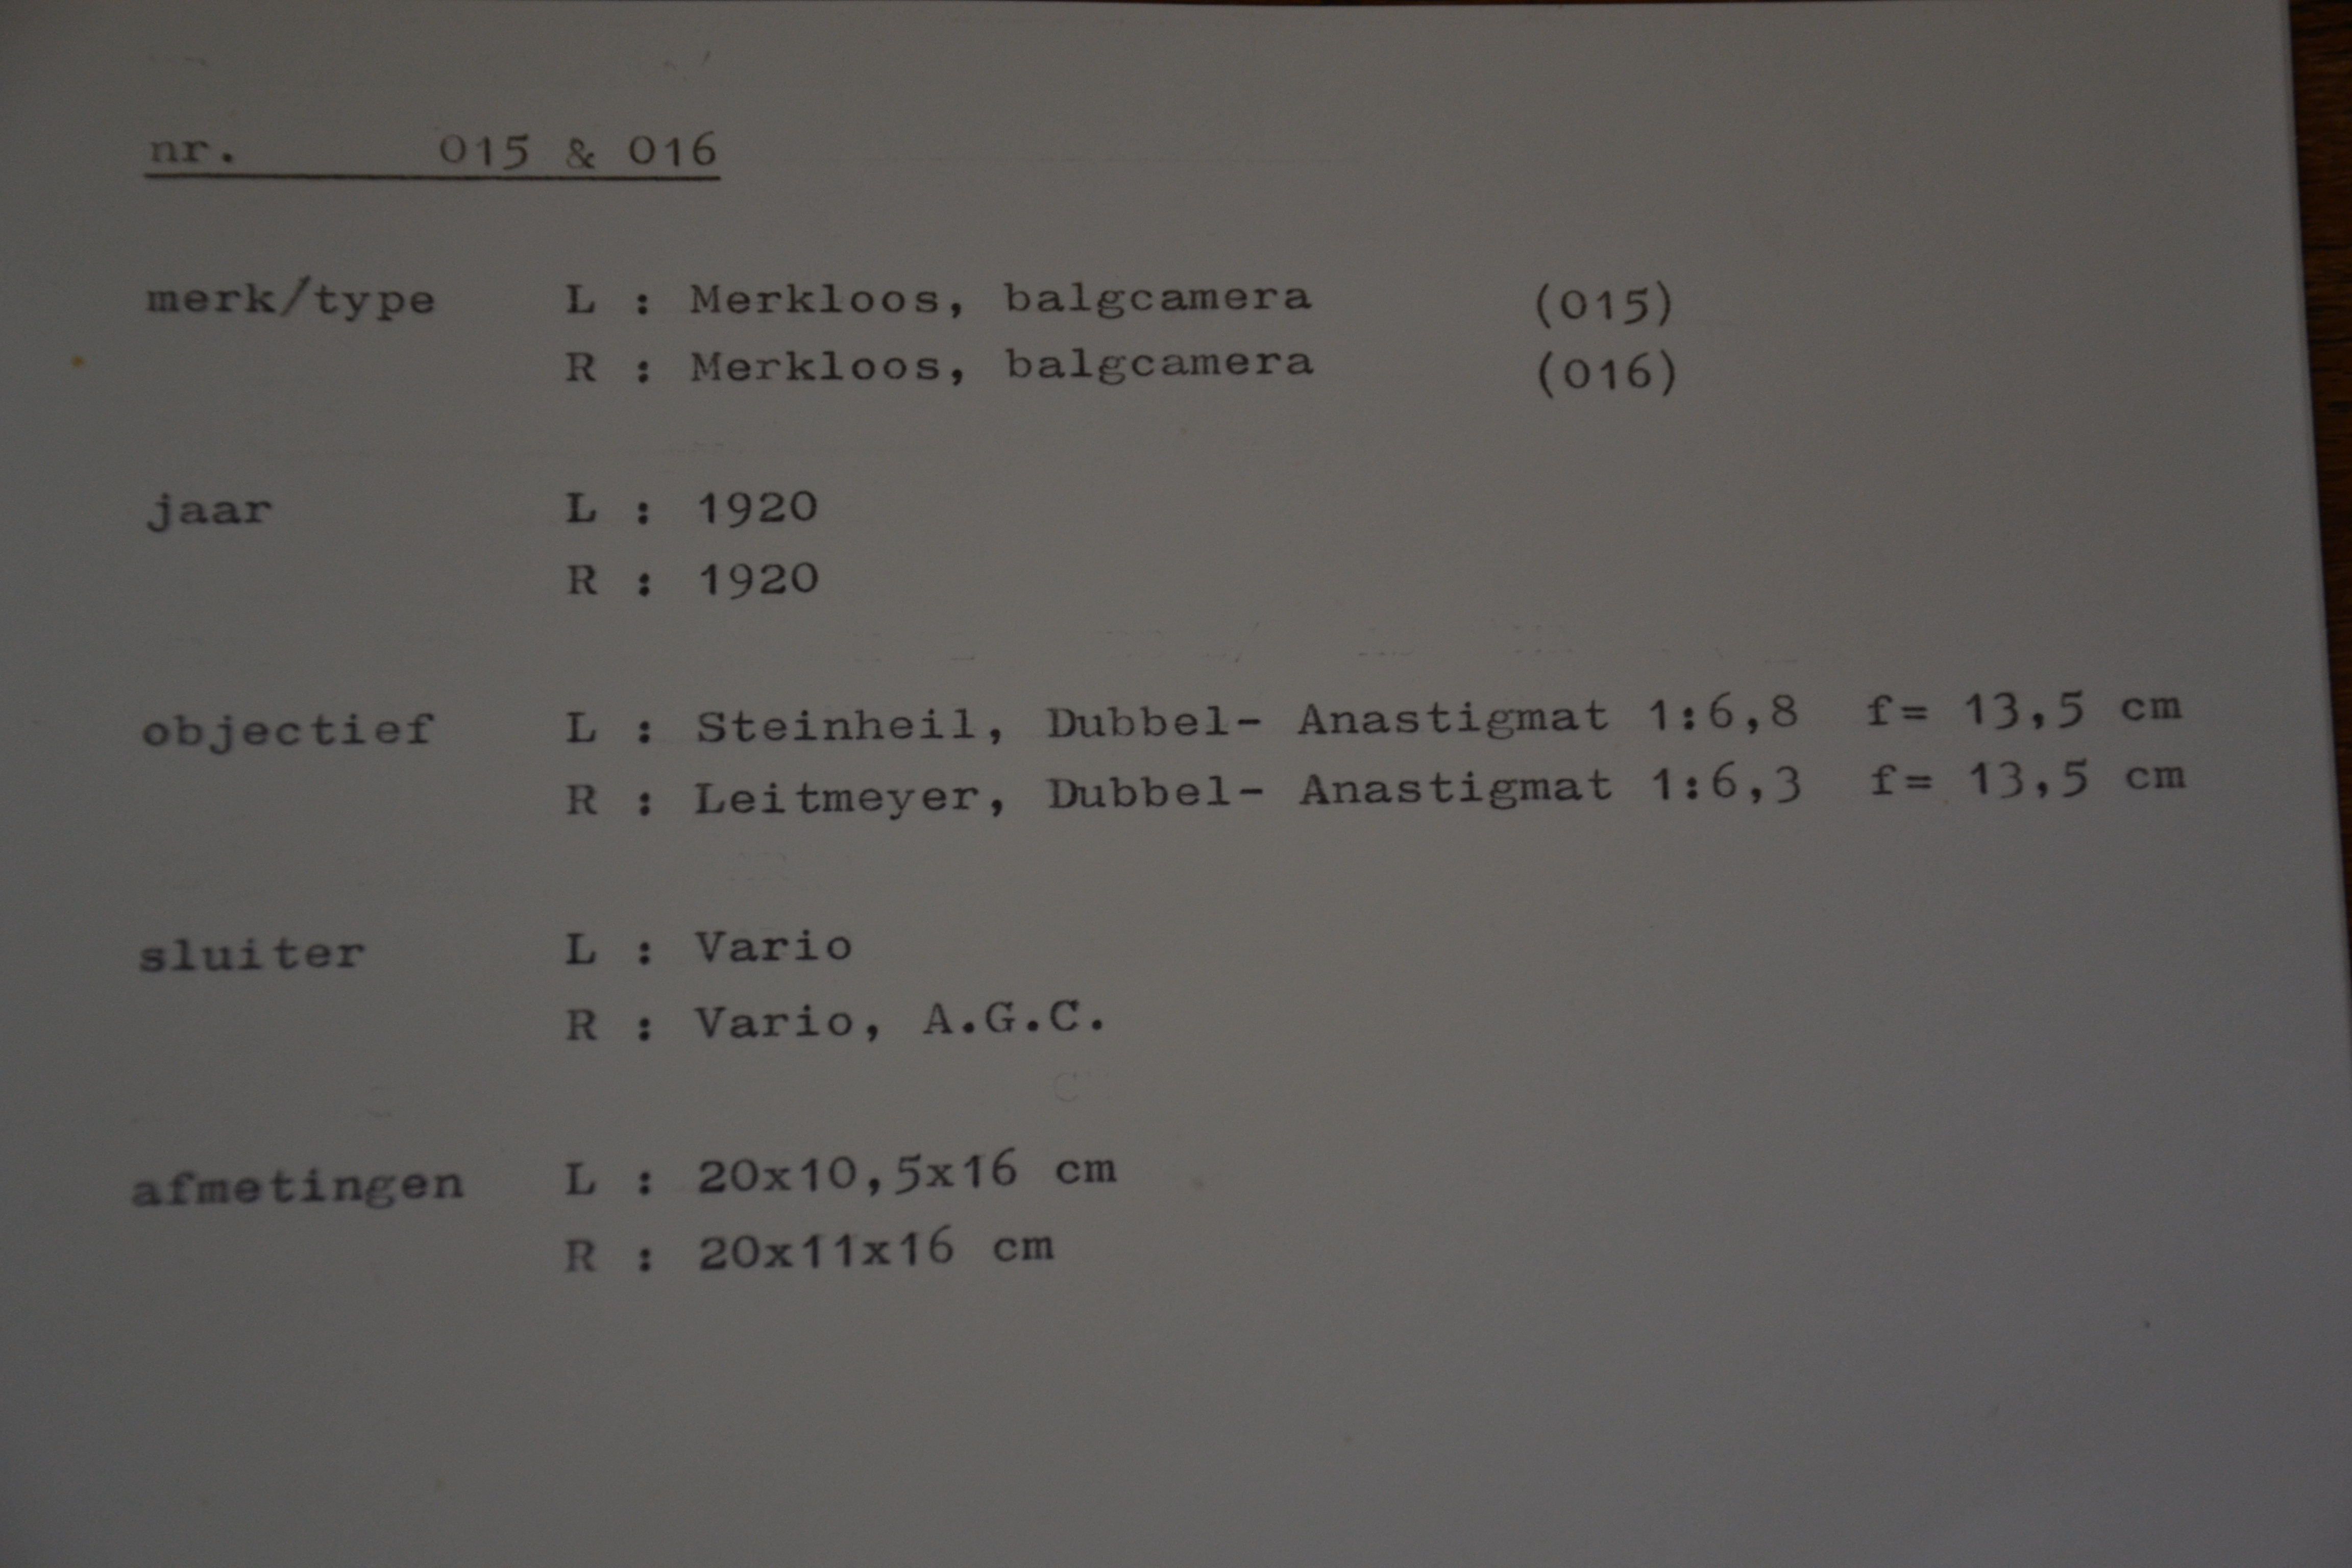 nr. 015 & 016
merk/type L : Merkloos, balgcamera (015)
R : Merkloos, balgcamera (016)
jaar L : 1920
R : 1920
objectief L : Steinheil, Dubbel- Anastigmat 1:6,8 f= 13,5 cm
R : Leitmeyer, Dubbel- Anastigmat 1:6,3 f= 13,5 cm
sluiter L : Vario
R : Vario, A.G.C.
afmetingen L : 20x10,5x16 cm
R : 20x11x16 cm